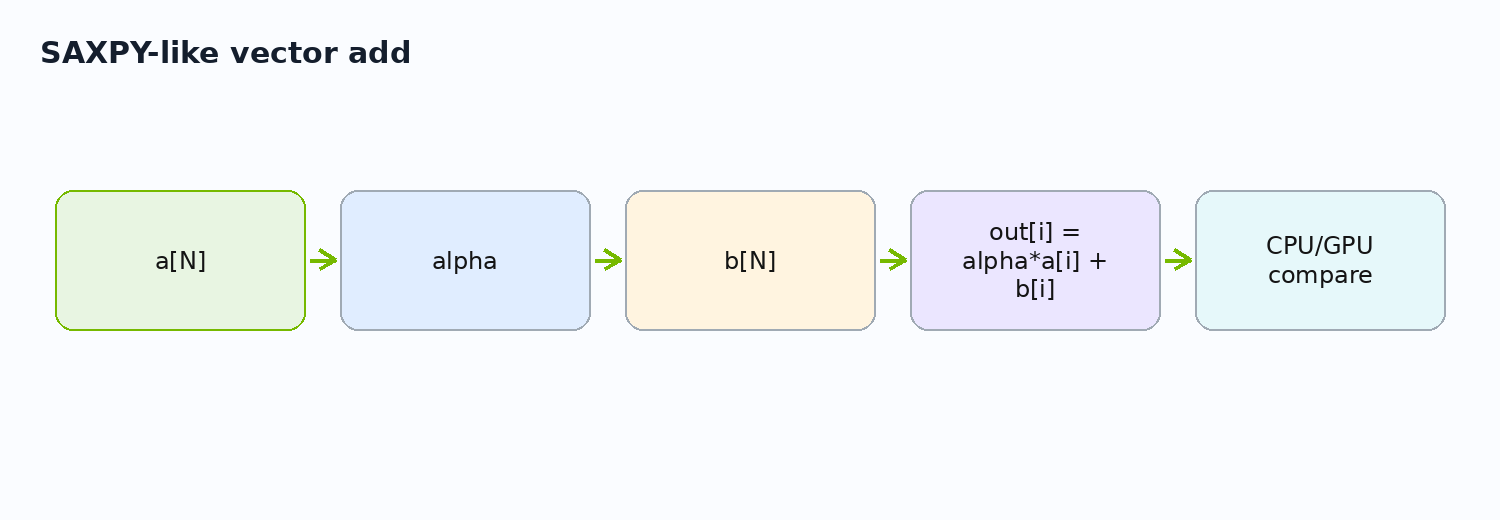 SAXPY-like vector add
a[N]
alpha
b[N]
out[i] =
alpha*a[i] +
b[i]
CPU/GPU
compare